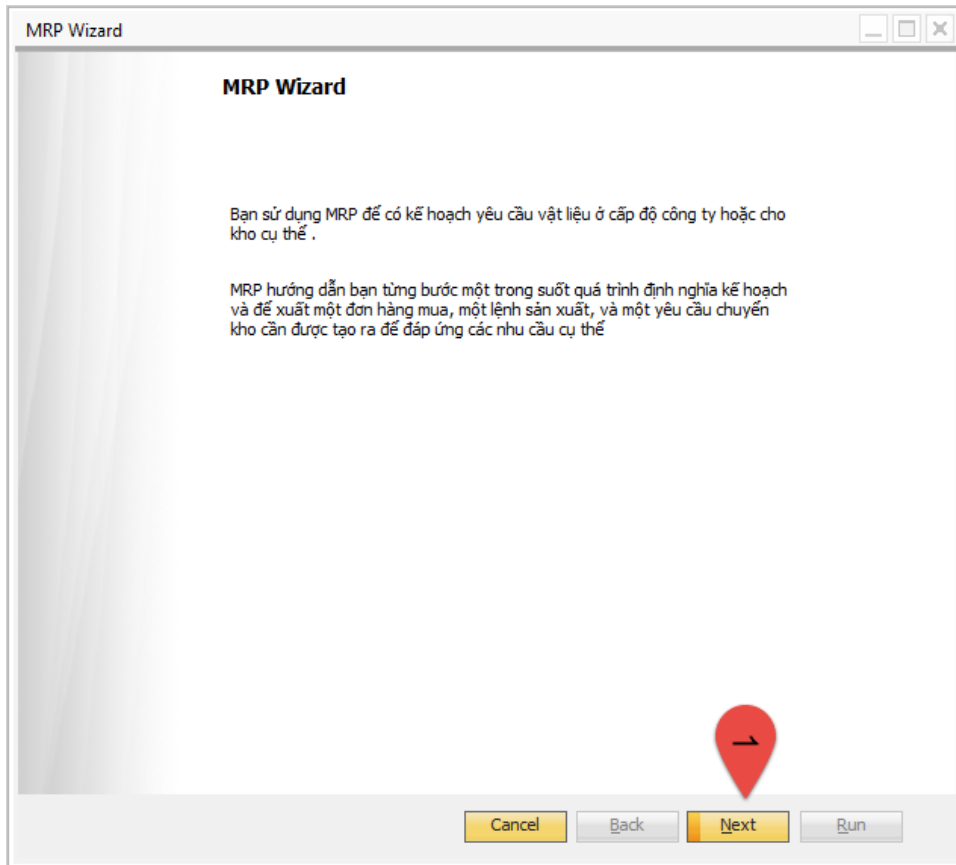 MRP Wizard
MRP Wizard
Bạn sử dụng MRP để có kế hoạch yêu cầu vật liệu ở cấp độ công ty hoặc cho
kho cụ thể .
MRP hướng dẫn bạn từng bước một trong suốt quá trình định nghĩa kế hoạch
và đề xuất một đơn hàng mua, một lệnh sản xuất, và một yêu cầu chuyển
kho cần được tạo ra để đáp ứng các nhu cầu cụ thể
1
Cancel Back Next Run